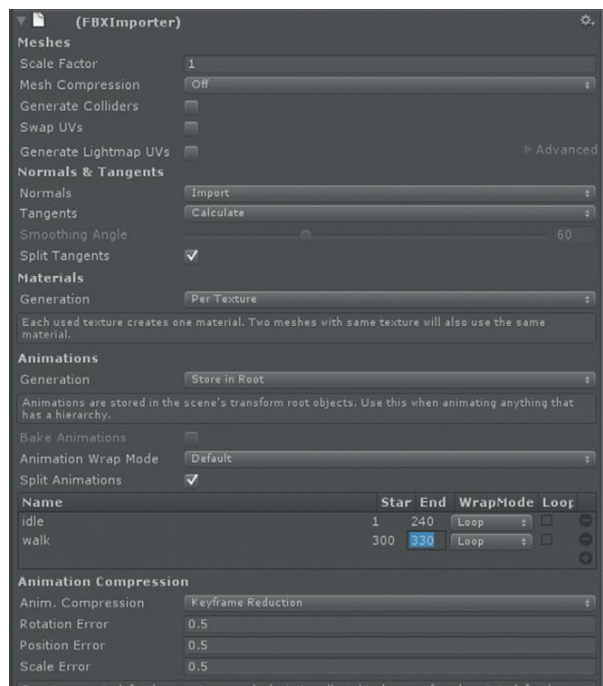 (FBXImporter)
Meshes
Scale Factor 1
Mesh Compression Off
Generate Colliders
Swap UVs
Generate Lightmap UVs Advanced
Normals & Tangents
Normals Import
Tangents Calculate
Smoothing Angle 60
Split Tangents
Materials
Generation Per Texture
Each used texture creates one material. Two meshes with same texture will also use the same
material.
Animations
Generation Store in Root
Animations are stored in the scene's transform root objects. Use this when animating anything that
has a hierarchy.
Bake Animations
Animation Wrap Mode Default
Split Animations
Name Star End WrapMode Loop
idle 1 240 Loop
walk 300 330 Loop
Animation Compression
Anim. Compression Keyframe Reduction
Rotation Error 0.5
Position Error 0.5
Scale Error 0.5